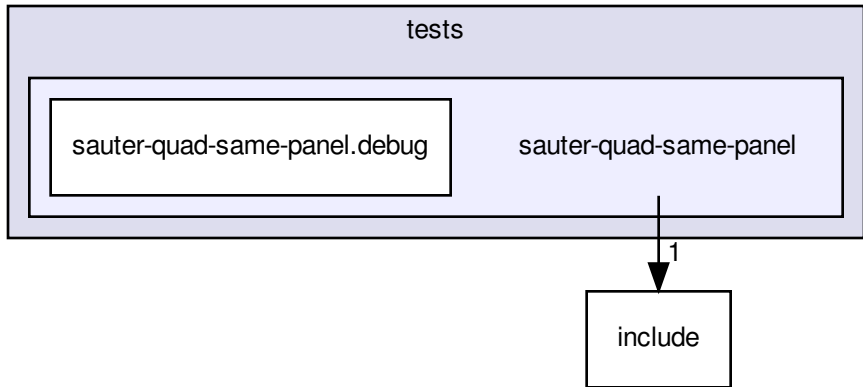 tests
sauter-quad-same-panel.debug
sauter-quad-same-panel
1
include